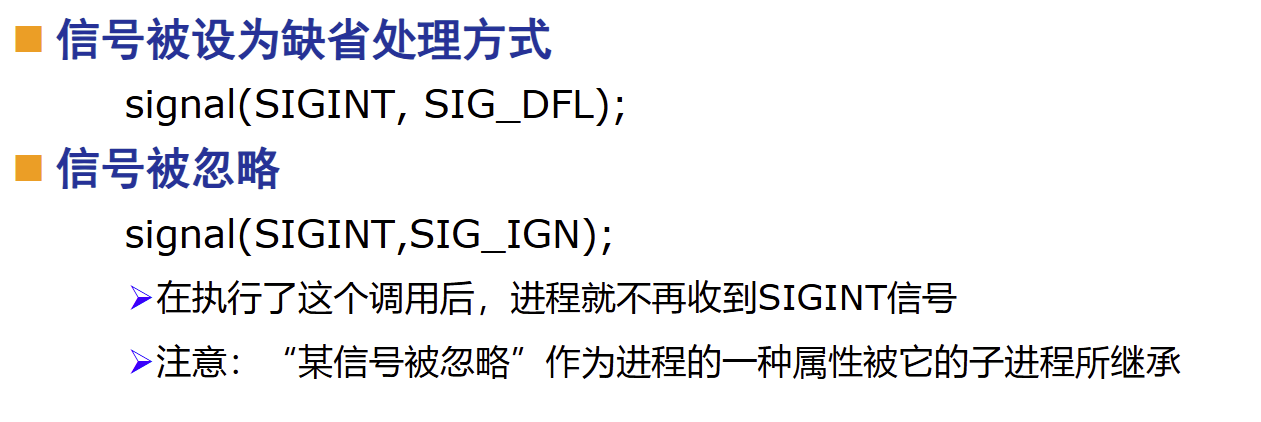 ■ 信号被设为缺省处理方式
signal(SIGINT, SIG_DFL);
■ 信号被忽略
signal(SIGINT,SIG_IGN);
➢在执行了这个调用后，进程就不再收到SIGINT信号
➢注意：“某信号被忽略”作为进程的一种属性被它的子进程所继承